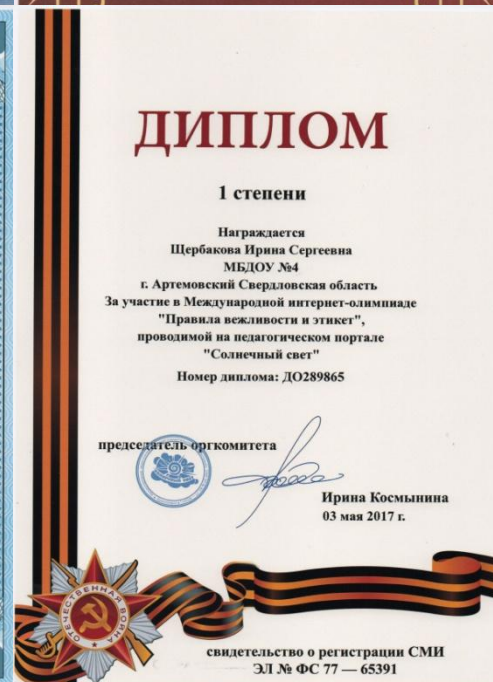 ДИПЛОМ
1 степени
Награждается
Щербакова Ирина Сергеевна
МБДОУ №4
г. Артемовский Свердловская область
За участие в Международной интернет-олимпиаде
"Правила вежливости и этикет",
проводимой на педагогическом портале
"Солнечный свет"
Номер диплома: ДО289865
председатель оргкомитета
Ирина Космынина
03 мая 2017 г.
ОТЕЧЕСТВЕННАЯ ВОЙНА
свидетельство о регистрации СМИ
ЭЛ № ФС 77 — 65391